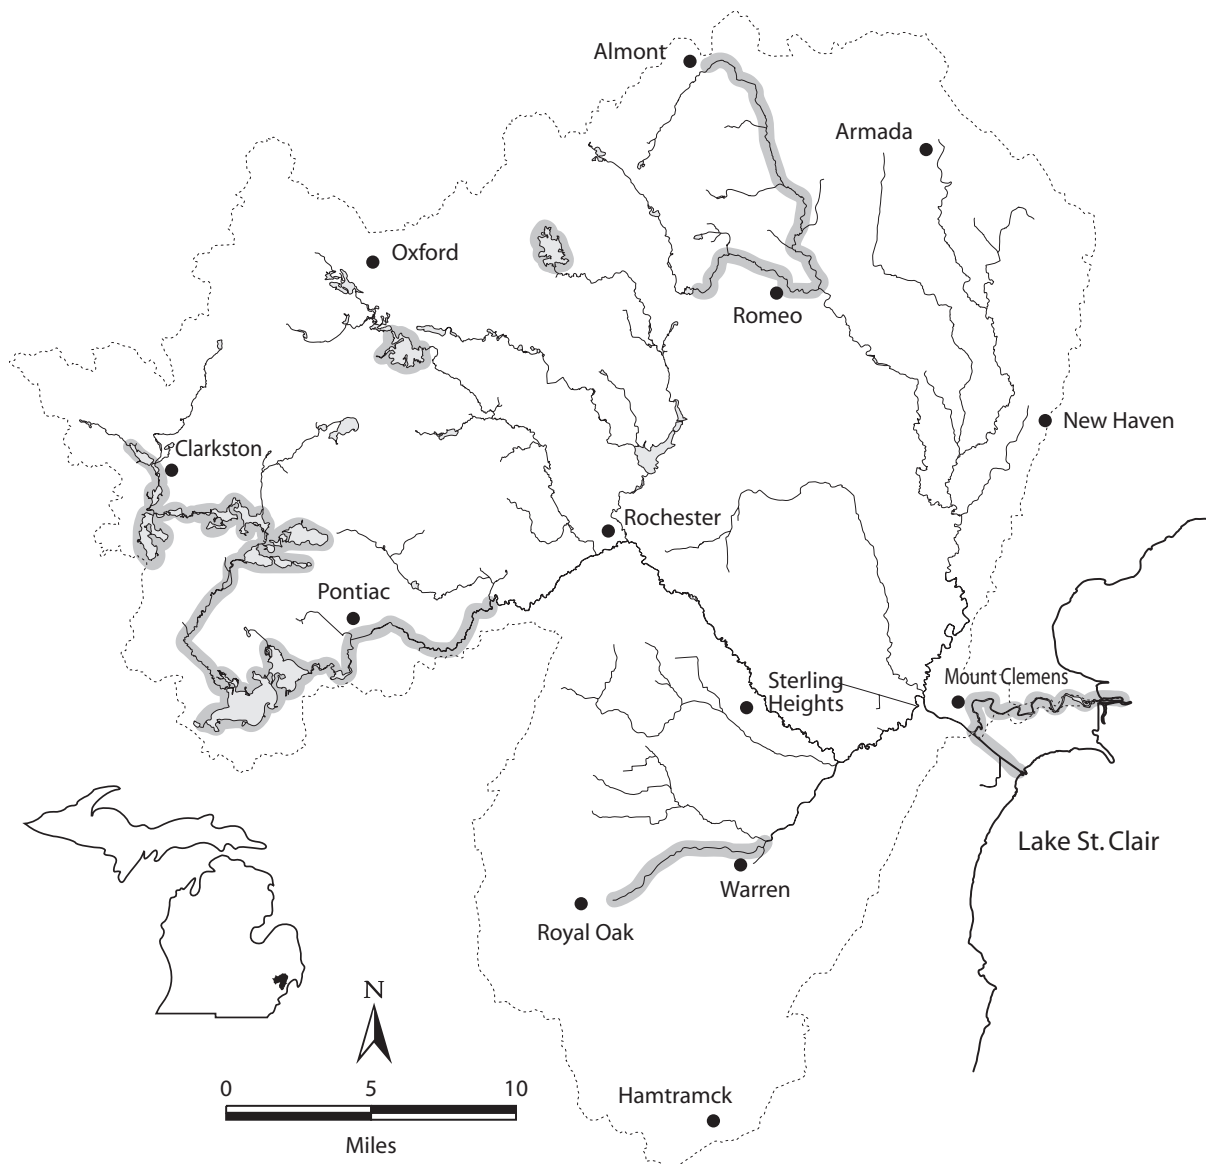 Almont
Armada
Oxford
Romeo
New Haven
Clarkston
Rochester
Pontiac
Mount Clemens
Sterling
Heights
Lake St. Clair
Warren
Royal Oak
N
0 5 10
Miles
Hamtramck